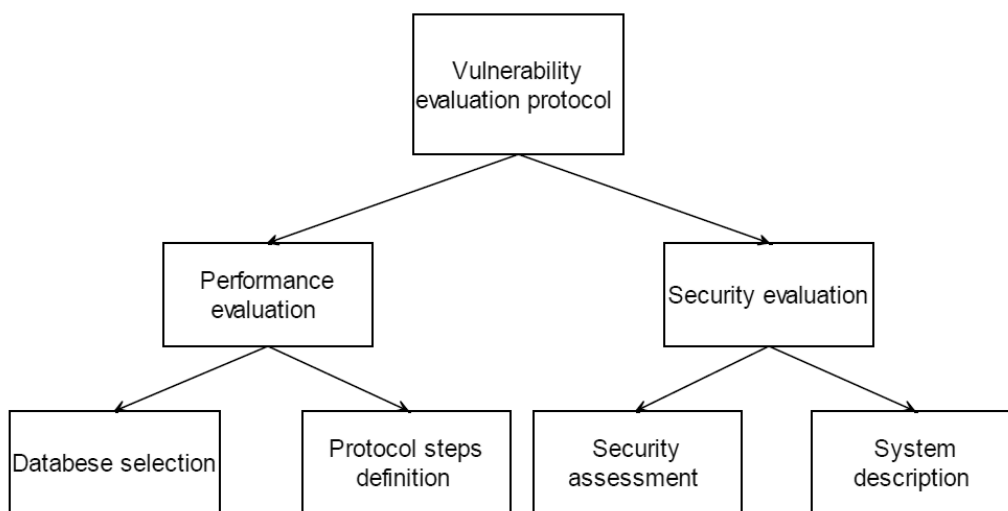 Vulnerability
evaluation protocol
Performance
evaluation
Security evaluation
Databese selection
Protocol steps
definition
Security
assessment
System
description